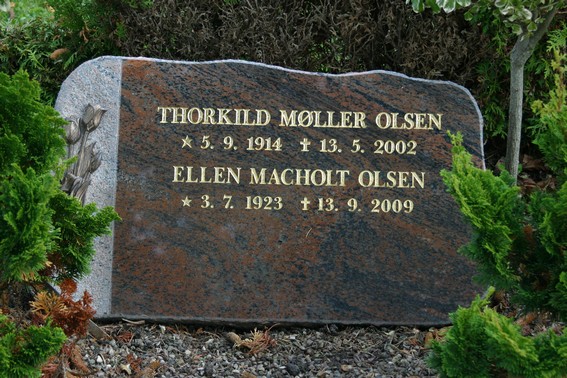 THORKILD MØLLER OLSEN
★ 5. 9. 1914 ✝ 13. 5. 2002
ELLEN MACHOLT OLSEN
★ 3. 7. 1923 ✝ 13. 9. 2009